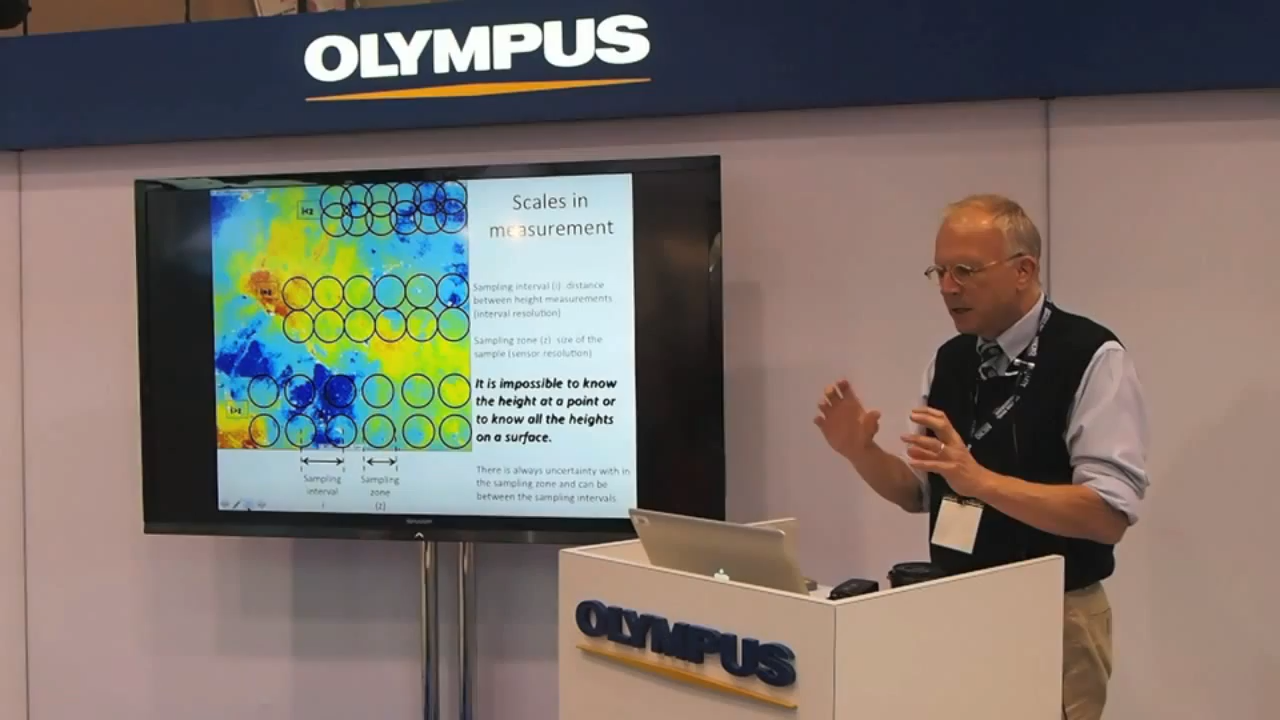 OLYMPUS
Scales in
measurement
Sampling interval (i) distance
between height measurements
(interval resolution)
Sampling zone (z) size of the
sample (sensor resolution)
It is impossible to know
the height at a point or
to know all the heights
on a surface.
There is always uncertainty with in
the sampling zone and can be
between the sampling intervals.
Sampling
interval
i
Sampling
zone
(z)
OLYMPUS